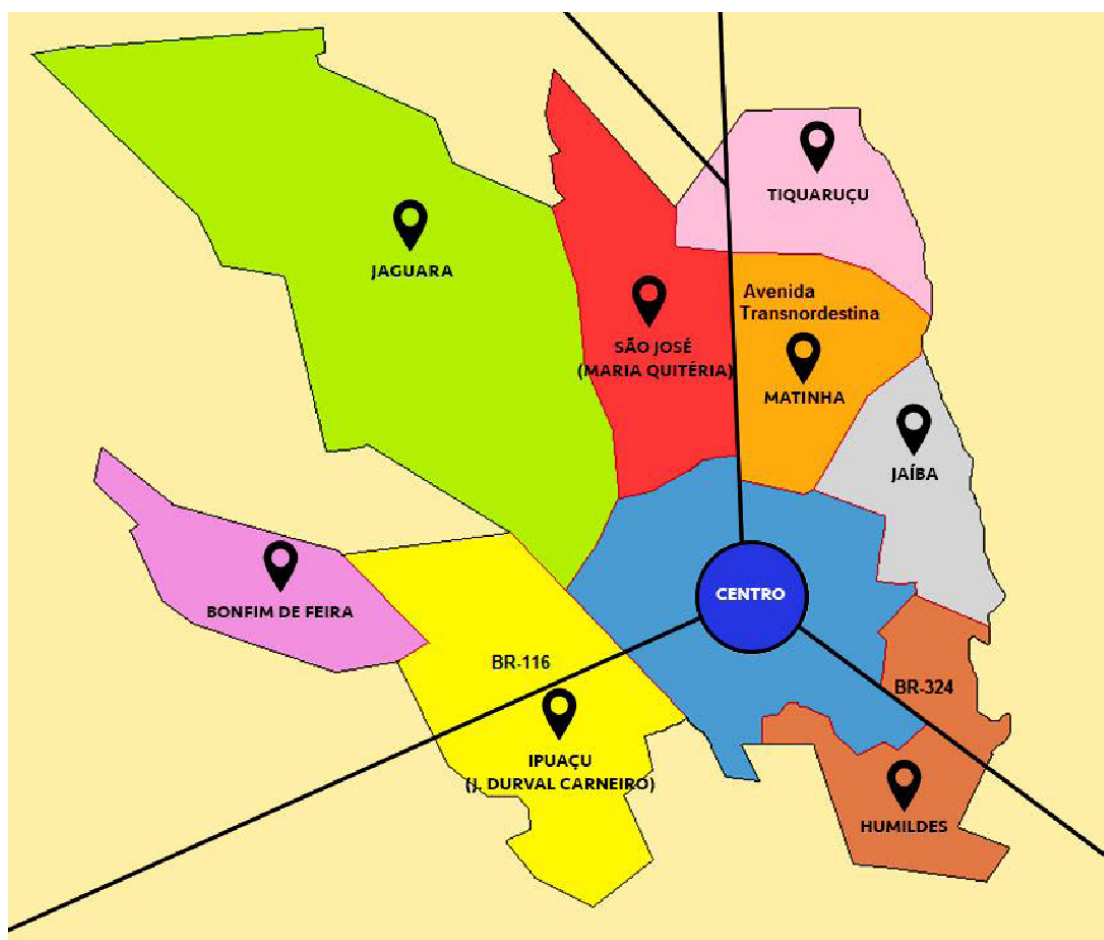 TIQUARUÇU
JAGUARA
Avenida
Transnordestina
SÃO JOSÉ
(MARIA QUITÉRIA)
MATINHA
JAÍBA
CENTRO
BONFIM DE FEIRA
BR-116
BR-324
IPUAÇU
(J. DURVAL CARNEIRO)
HUMILDES